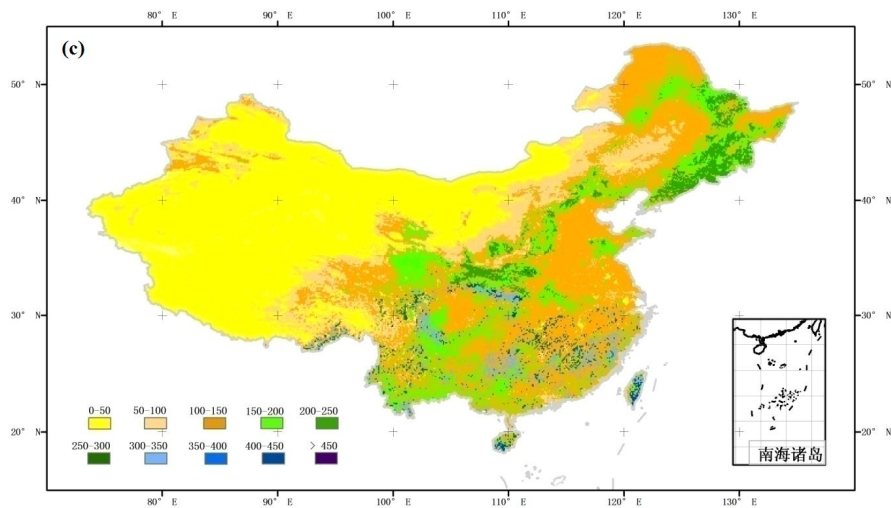 80° E 90° E 100° E 110° E 120° E 130° E
(c)
50° N 50° N
40° N 40° N
30° N 30° N
0-50 50-100 100-150 150-200 200-250
20° N 20° N
250-300 300-350 350-400 400-450 > 450
南海诸岛
80° E 90° E 100° E 110° E 120° E 130° E